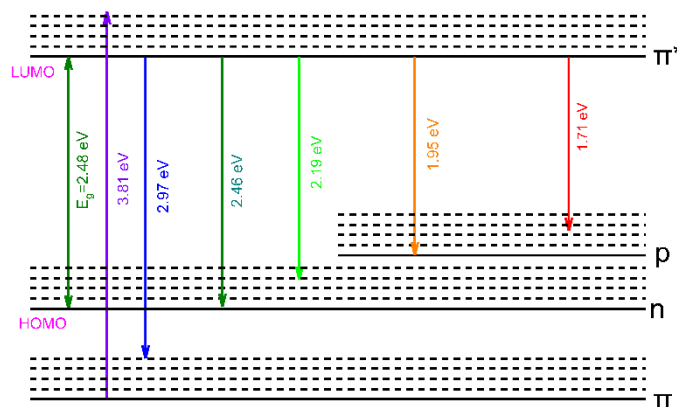 π*
LUMO
E_g=2.48 eV
3.81 eV
2.97 eV
2.46 eV
2.19 eV
1.95 eV
1.71 eV
p
n
HOMO
π